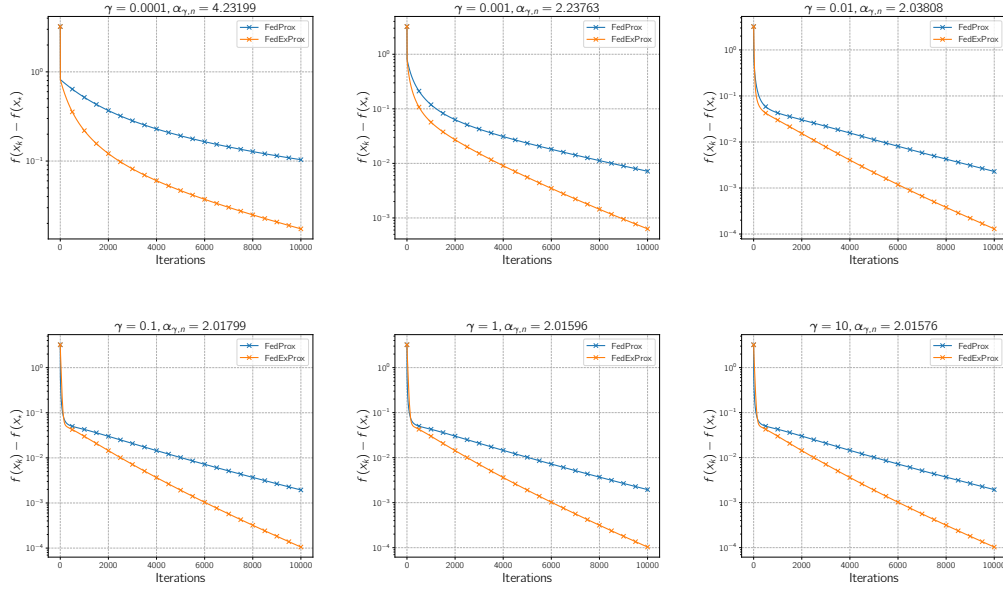 γ = 0.0001, α_{γ,n} = 4.23199
f(x_k) − f(x_*)
10^0
10^{-1}
FedProx
FedExProx
0 2000 4000 6000 8000 10000
Iterations
γ = 0.001, α_{γ,n} = 2.23763
f(x_k) − f(x_*)
10^0
10^{-1}
10^{-2}
10^{-3}
FedProx
FedExProx
0 2000 4000 6000 8000 10000
Iterations
γ = 0.01, α_{γ,n} = 2.03808
f(x_k) − f(x_*)
10^0
10^{-1}
10^{-2}
10^{-3}
10^{-4}
FedProx
FedExProx
0 2000 4000 6000 8000 10000
Iterations
γ = 0.1, α_{γ,n} = 2.01799
f(x_k) − f(x_*)
10^0
10^{-1}
10^{-2}
10^{-3}
10^{-4}
FedProx
FedExProx
0 2000 4000 6000 8000 10000
Iterations
γ = 1, α_{γ,n} = 2.01596
f(x_k) − f(x_*)
10^0
10^{-1}
10^{-2}
10^{-3}
10^{-4}
FedProx
FedExProx
0 2000 4000 6000 8000 10000
Iterations
γ = 10, α_{γ,n} = 2.01576
f(x_k) − f(x_*)
10^0
10^{-1}
10^{-2}
10^{-3}
10^{-4}
FedProx
FedExProx
0 2000 4000 6000 8000 10000
Iterations